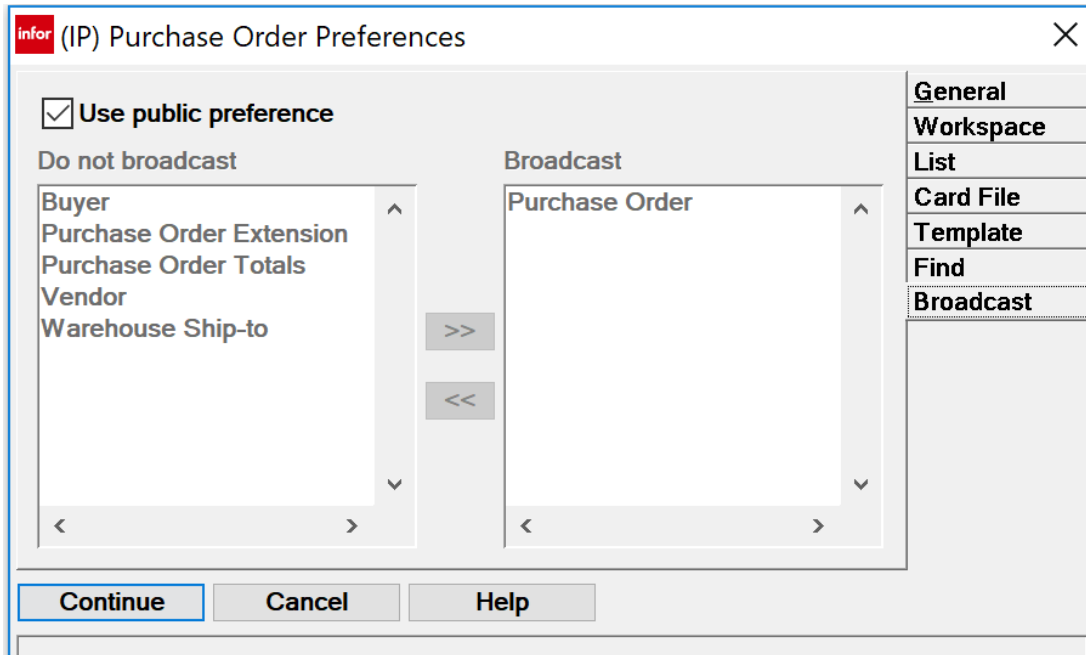 infor (IP) Purchase Order Preferences
Use public preference
Do not broadcast
Buyer
Purchase Order Extension
Purchase Order Totals
Vendor
Warehouse Ship-to
>>
<<
Broadcast
Purchase Order
General
Workspace
List
Card File
Template
Find
Broadcast
Continue Cancel Help